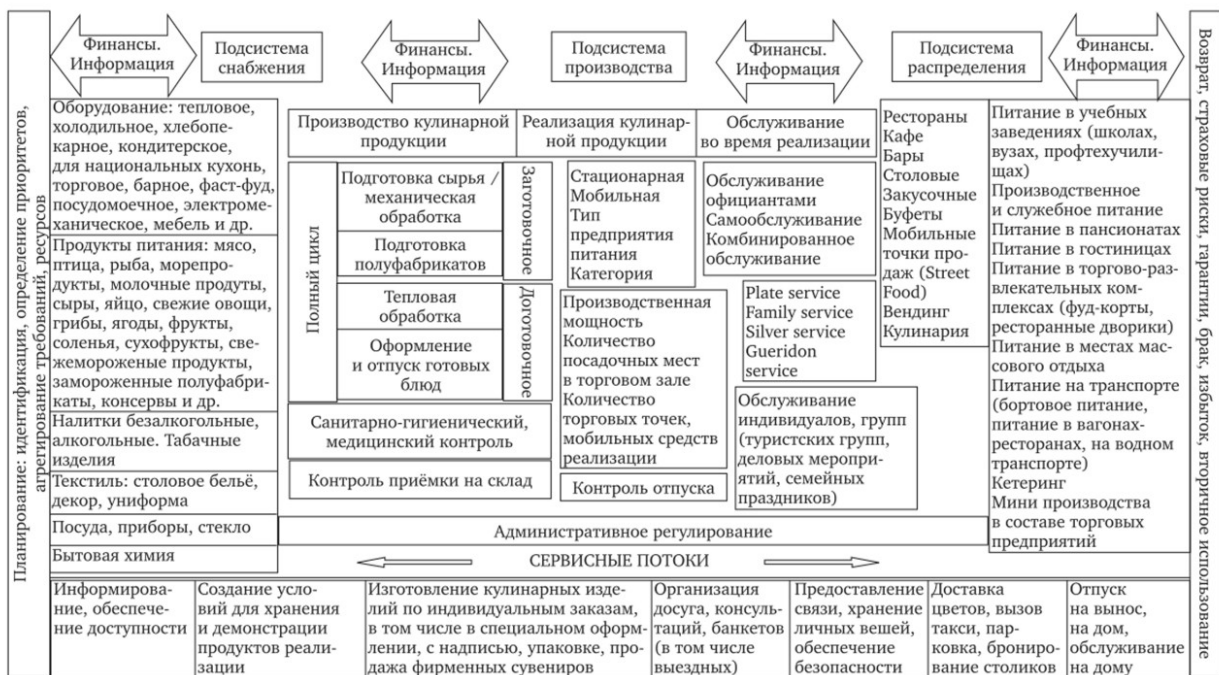 Планирование: идентификация, определение приоритетов,
агрегирование требований, ресурсов
Финансы.
Информация
Подсистема
снабжения
Финансы.
Информация
Подсистема
производства
Финансы.
Информация
Подсистема
распределения
Финансы.
Информация
Оборудование: тепловое,
холодильное, хлебопе-
карное, кондитерское,
для национальных кухонь,
торговое, барное, фаст-фуд,
посудомоечное, электроме-
ханическое, мебель и др.
Продукты питания: мясо,
птица, рыба, морепро-
дукты, молочные продуты,
сыры, яйцо, свежие овощи,
грибы, ягоды, фрукты,
соленья, сухофрукты, све-
жемороженые продукты,
замороженные полуфабри-
каты, консервы и др.
Налитки безалкогольные,
алкогольные. Табачные
изделия
Текстиль: столовое бельё,
декор, униформа
Посуда, приборы, стекло
Бытовая химия
Производство кулинарной
продукции
Полный цикл
Подготовка сырья /
механическая
обработка
Подготовка
полуфабрикатов
Заготовочное
Тепловая
обработка
Оформление
и отпуск готовых
блюд
Доготовочное
Санитарно-гигиенический,
медицинский контроль
Контроль приёмки на склад
Реализация кулинар-
ной продукции
Стационарная
Мобильная
Тип
предприятия
питания
Категория
Производственная
мощность
Количество
посадочных мест
в торговом зале
Количество
торговых точек,
мобильных средств
реализации
Контроль отпуска
Обслуживание
во время реализации
Обслуживание
официантами
Самообслуживание
Комбинированное
обслуживание
Plate service
Family service
Silver service
Gueridon
service
Обслуживание
индивидуалов, групп
(туристских групп,
деловых меропри-
ятий, семейных
праздников)
Рестораны
Кафе
Бары
Столовые
Закусочные
Буфеты
Мобильные
точки про-
даж (Street
Food)
Вендинг
Кулинария
Питание в учебных
заведениях (школах,
вузах, профтехучили-
щах)
Производственное
и служебное питание
Питание в пансионатах
Питание в гостиницах
Питание в торгово-раз-
влекательных ком-
плексах (фуд-корты,
ресторанные дворики)
Питание в местах мас-
сового отдыха
Питание на транспорте
(бортовое питание,
питание в вагонах-
ресторанах, на водном
транспорте)
Кетеринг
Мини производства
в составе торговых
предприятий
Административное регулирование
СЕРВИСНЫЕ ПОТОКИ
Информирова-
ние, обеспече-
ние доступности
Создание усло-
вий для хранения
и демонстрации
продуктов реали-
зации
Изготовление кулинарных изде-
лий по индивидуальным заказам,
в том числе в специальном оформ-
лении, с надписью, упаковке, про-
дажа фирменных сувениров
Организация
досуга, консуль-
таций, банкетов
(в том числе
выездных)
Предоставление
связи, хранение
личных вешей,
обеспечение
безопасности
Доставка
цветов, вызов
такси, пар-
ковка, брониро-
вание столиков
Отпуск
на вынос,
на дом,
обслуживание
на дому
Возврат, страховые риски, гарантии, брак, избыток, вторичное использование